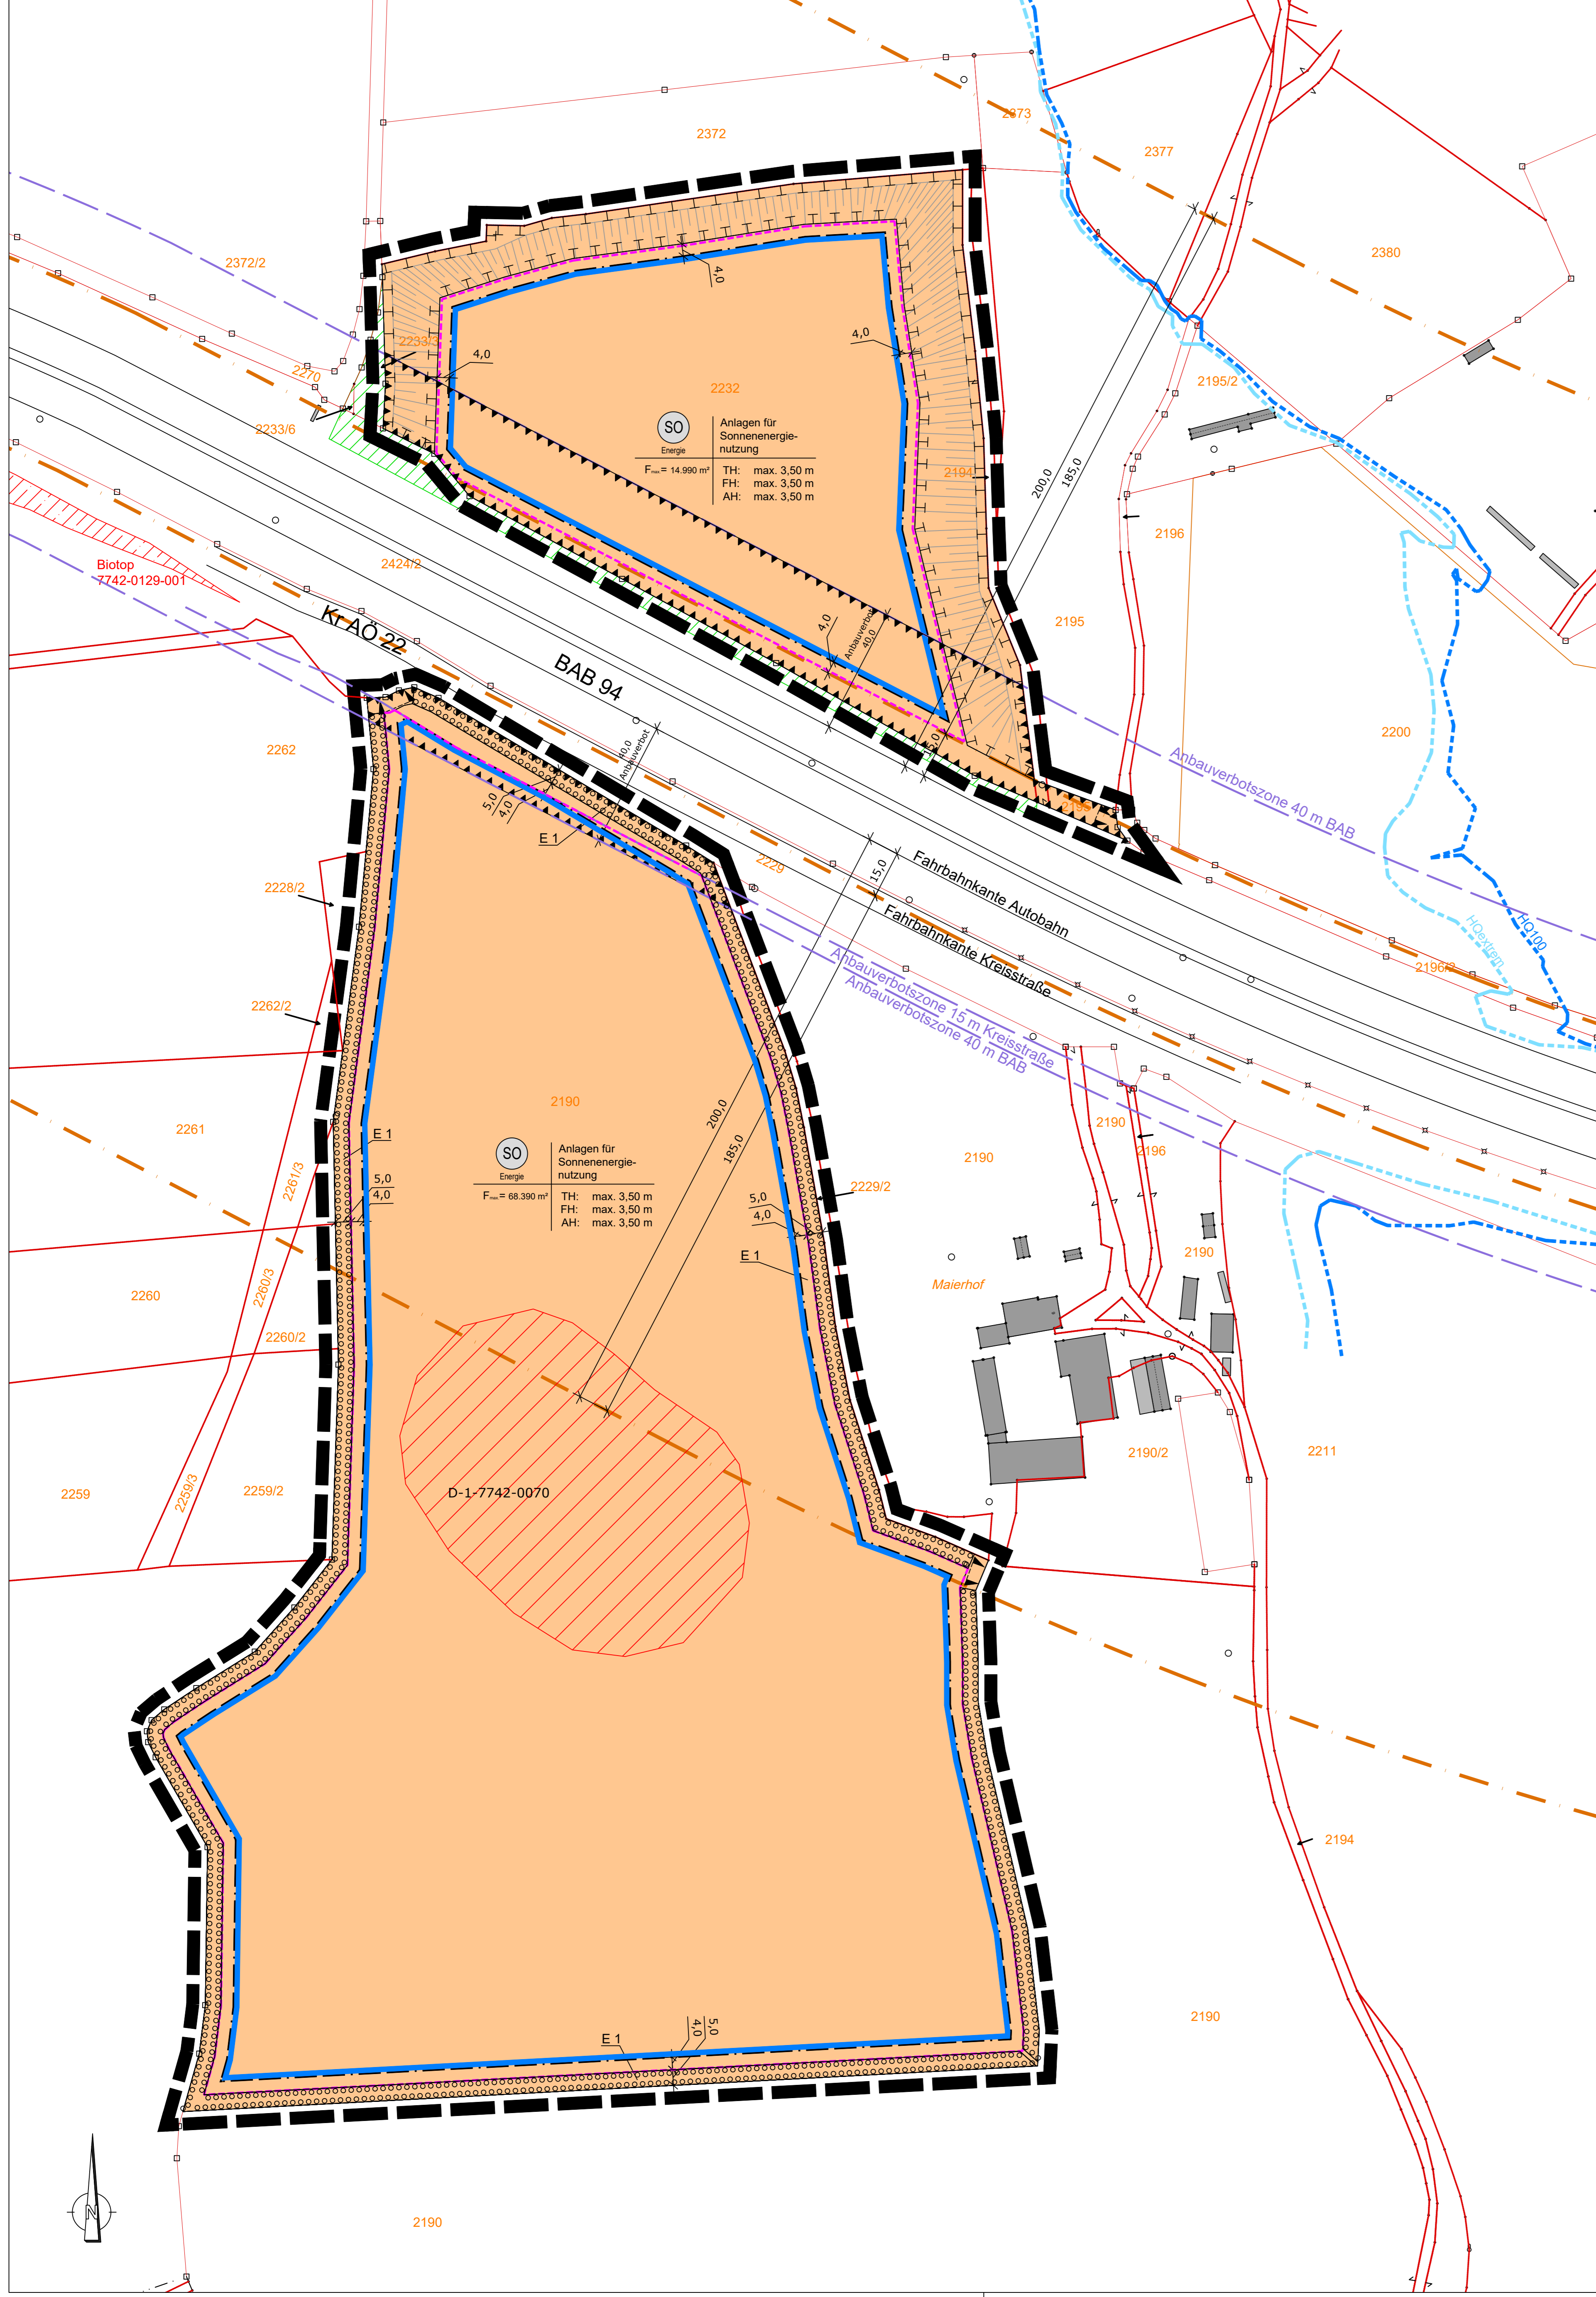 2372
2373
2377
2380
2372/2
2233/3
2270
2233/6
4,0
4,0
4,0
2232
SO
Energie
Anlagen für
Sonnenenergie-
nutzung
Fmax= 14.990 m²
TH: max. 3,50 m
FH: max. 3,50 m
AH: max. 3,50 m
2194
200,0
185,0
2195/2
2196
2195
2200
Biotop
7742-0129-001
2424/2
Kr AÖ 22
BAB 94
4,0
Anbauverbot
40,0
15,0
40,0
Anbauverbot
Anbauverbotszone 40 m BAB
2262
5,0
4,0
E 1
2229
15,0
Fahrbahnkante Autobahn
Fahrbahnkante Kreisstraße
Anbauverbotszone 15 m Kreisstraße
Anbauverbotszone 40 m BAB
HQextrem
HQ100
2196/2
2228/2
2262/2
2261
2261/3
E 1
5,0
4,0
2190
SO
Energie
Anlagen für
Sonnenenergie-
nutzung
Fmax= 68.390 m²
TH: max. 3,50 m
FH: max. 3,50 m
AH: max. 3,50 m
200,0
185,0
2190
2190
2196
2229/2
5,0
4,0
E 1
2190
Maierhof
2260
2260/3
2260/2
2259
2259/3
2259/2
D-1-7742-0070
2190/2
2211
2194
2190
E 1
4,0
5,0
N
2190